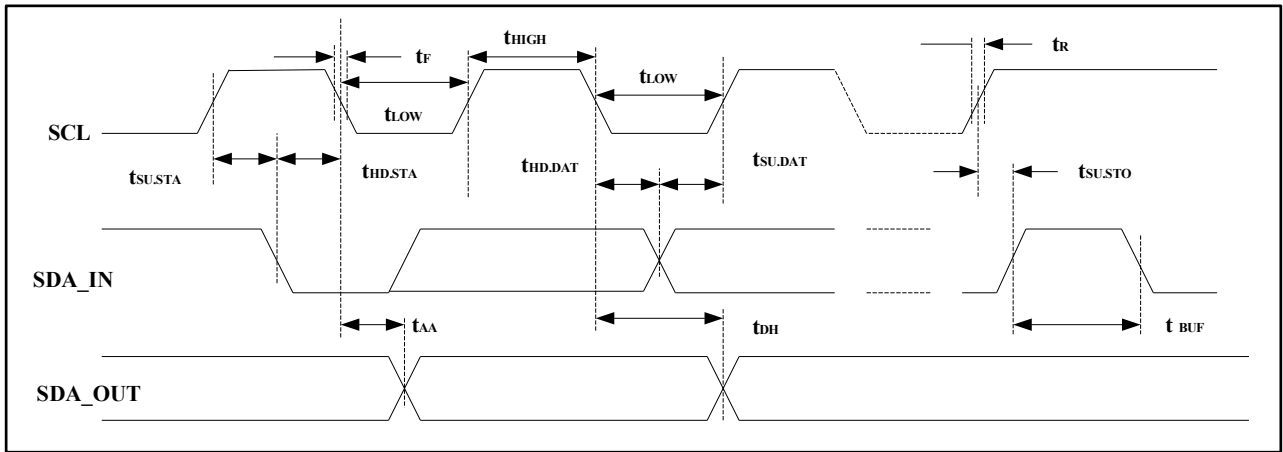 tHIGH
tF
tR
tLOW
tLOW
SCL
tSU.STA
tHD.STA
tHD.DAT
tSU.DAT
tSU.STO
SDA_IN
tAA
tDH
t BUF
SDA_OUT